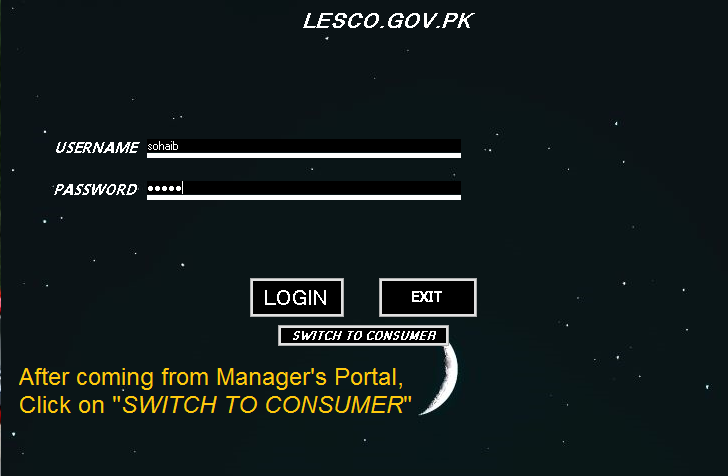 LESCO.GOV.PK
USERNAME sohaib
PASSWORD •••••
LOGIN EXIT
SWITCH TO CONSUMER
After coming from Manager's Portal,
Click on "SWITCH TO CONSUMER"